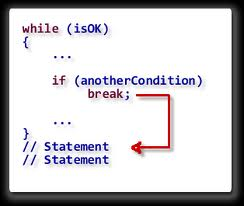 while (isOK)
{
...
if (anotherCondition)
break;
...
}
// Statement
// Statement